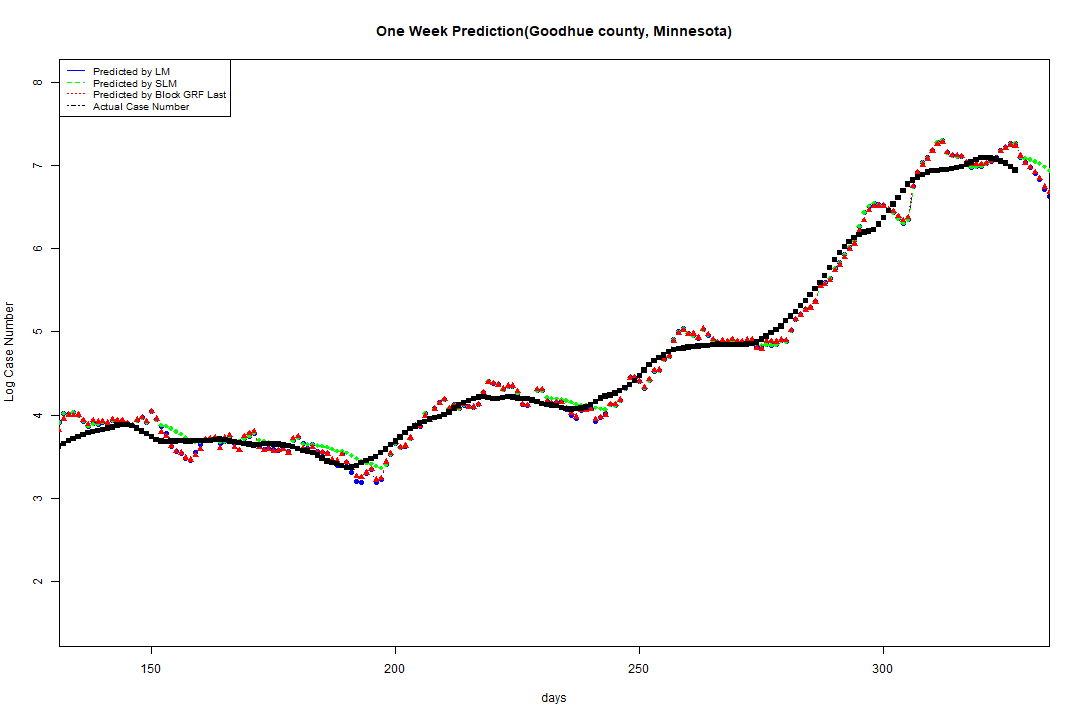 One Week Prediction(Goodhue county, Minnesota)
Predicted by LM
Predicted by SLM
Predicted by Block GRF Last
Actual Case Number
8
7
6
5
4
3
2
Log Case Number
150 200 250 300
days